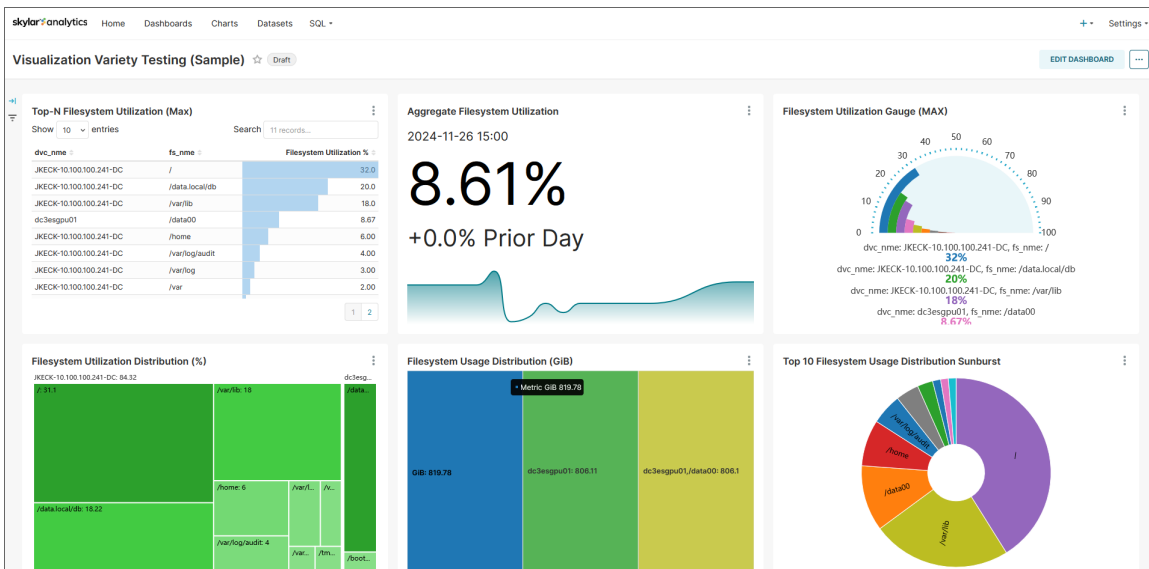 skylar analytics Home Dashboards Charts Datasets SQL
+ Settings
Visualization Variety Testing (Sample) Draft
EDIT DASHBOARD ...
Top-N Filesystem Utilization (Max)
Show 10 entries Search 11 records...
dvc_nme fs_nme Filesystem Utilization %
JKECK-10.100.100.241-DC / 32.0
JKECK-10.100.100.241-DC /data.local/db 20.0
JKECK-10.100.100.241-DC /var/lib 18.0
dc3esgpu01 /data00 8.67
JKECK-10.100.100.241-DC /home 6.00
JKECK-10.100.100.241-DC /var/log/audit 4.00
JKECK-10.100.100.241-DC /var/log 3.00
JKECK-10.100.100.241-DC /var 2.00
1 2
Aggregate Filesystem Utilization
2024-11-26 15:00
8.61%
+0.0% Prior Day
Filesystem Utilization Gauge (MAX)
0 10 20 30 40 50 60 70 80 90 100
dvc_nme: JKECK-10.100.100.241-DC, fs_nme: /
32%
dvc_nme: JKECK-10.100.100.241-DC, fs_nme: /data.local/db
20%
dvc_nme: JKECK-10.100.100.241-DC, fs_nme: /var/lib
18%
dvc_nme: dc3esgpu01, fs_nme: /data00
8.67%
Filesystem Utilization Distribution (%)
JKECK-10.100.100.241-DC: 84.32 dc3esg...
/: 31.1 /var/lib: 18 /data...
/home: 6 /var/l... /v...
/data.local/db: 18.22
/var/log/audit: 4
/var... /tm... /boot...
Filesystem Usage Distribution (GiB)
Metric GiB 819.78
GiB: 819.78 dc3esgpu01: 806.11 dc3esgpu01,/data00: 806.1
Top 10 Filesystem Usage Distribution Sunburst
/var/log/audit
/home
/
/data00
/var/lib